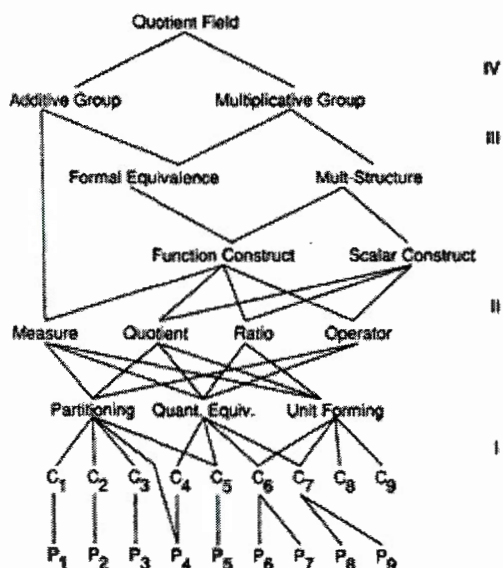 Quotient Field
IV
Additive Group Multiplicative Group
III
Formal Equivalence Mult-Structure
Function Construct Scalar Construct
II
Measure Quotient Ratio Operator
Partitioning Quant. Equiv. Unit Forming
I
C1 C2 C3 C4 C5 C6 C7 C8 C9
P1 P2 P3 P4 P5 P6 P7 P8 P9